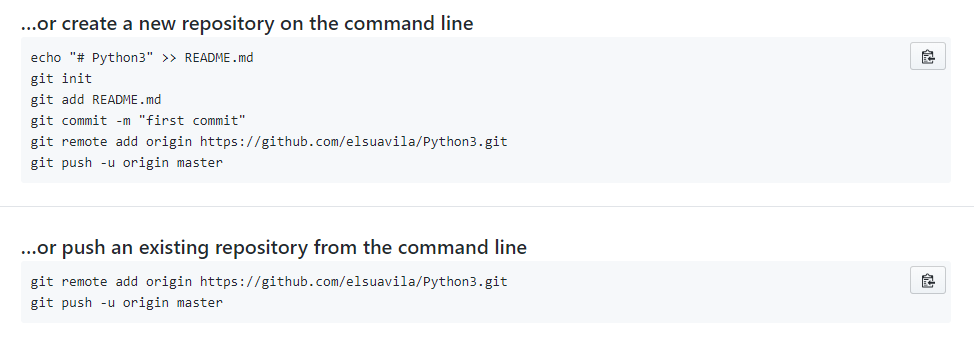 ...or create a new repository on the command line
echo "# Python3" >> README.md
git init
git add README.md
git commit -m "first commit"
git remote add origin https://github.com/elsuavila/Python3.git
git push -u origin master
...or push an existing repository from the command line
git remote add origin https://github.com/elsuavila/Python3.git
git push -u origin master